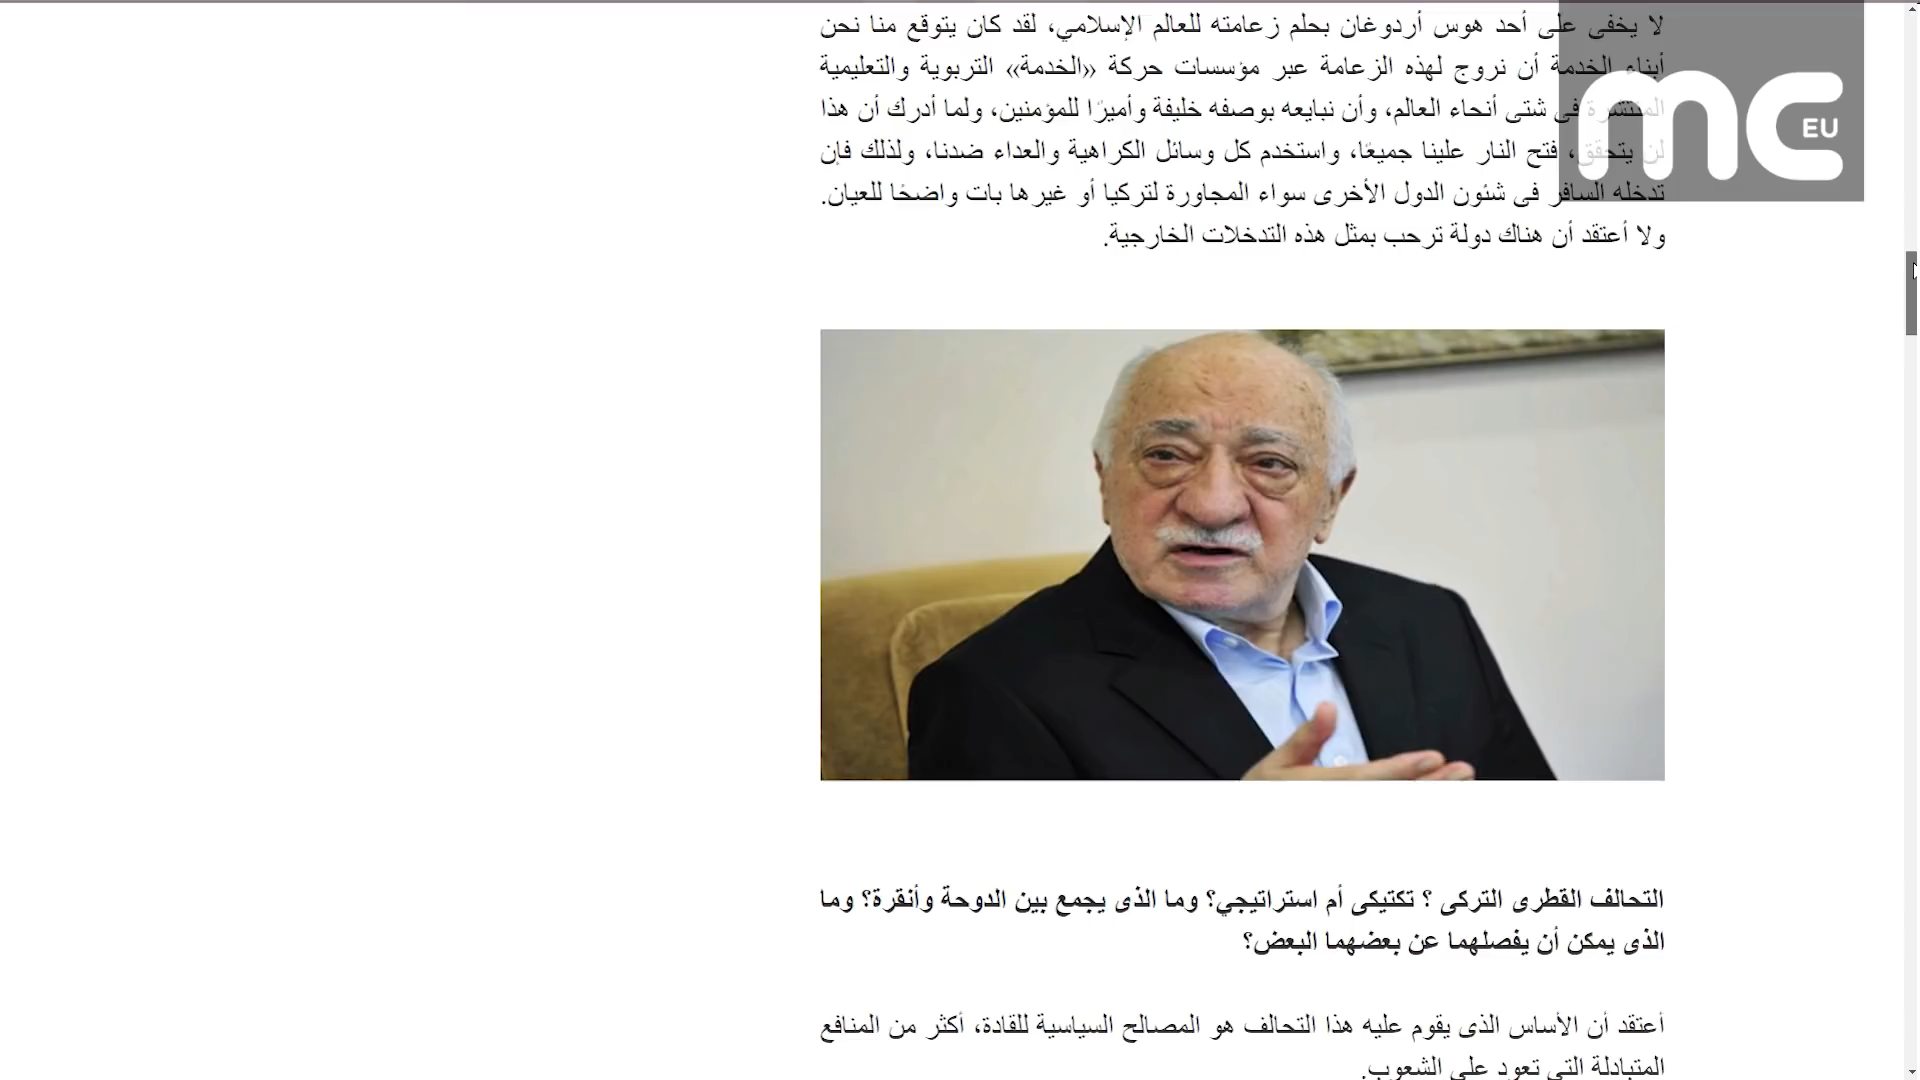 لا يخفى على أحد هوس أردوغان بحلم زعامته للعالم الإسلامي، لقد كان يتوقع منا نحن
أبناء الخدمة أن نروج لهذه الزعامة عبر مؤسسات حركة «الخدمة» التربوية والتعليمية
المنتشرة فى شتى أنحاء العالم، وأن نبايعه بوصفه خليفة وأميرًا للمؤمنين، ولما أدرك أن هذا
لن يتحقق، فتح النار علينا جميعًا، واستخدم كل وسائل الكراهية والعداء ضدنا، ولذلك فإن
تدخله السافر فى شئون الدول الأخرى سواء المجاورة لتركيا أو غيرها بات واضحًا للعيان.
ولا أعتقد أن هناك دولة ترحب بمثل هذه التدخلات الخارجية.
mc EU
التحالف القطرى التركى ؟ تكتيكى أم استراتيجي؟ وما الذى يجمع بين الدوحة وأنقرة؟ وما
الذى يمكن أن يفصلهما عن بعضهما البعض؟
أعتقد أن الأساس الذى يقوم عليه هذا التحالف هو المصالح السياسية للقادة، أكثر من المنافع
المتبادلة التى تعود على الشعوب.